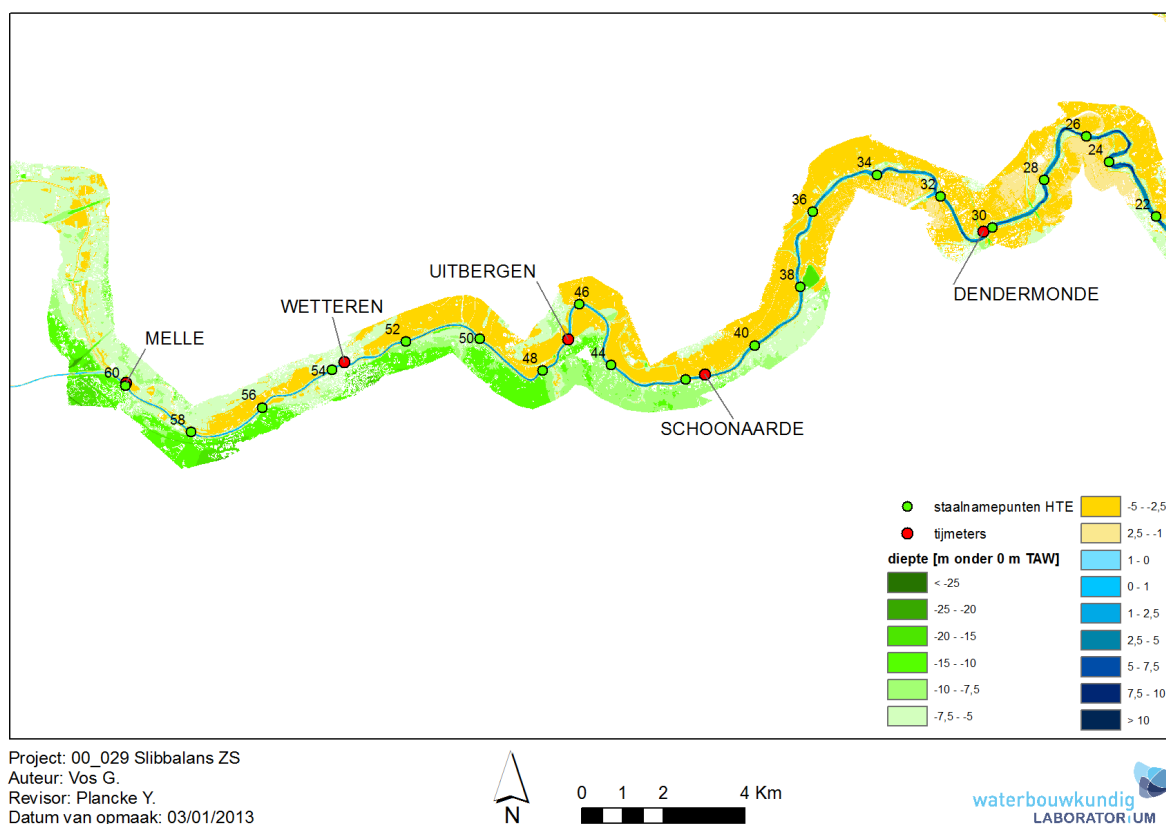 26
24
34
28
32
22
36
30
DENDERMONDE
38
UITBERGEN
46
WETTEREN
52
50
40
MELLE
48
44
54
60
SCHOONAARDE
56
58
staalnamepunten HTE
tijmeters
diepte [m onder 0 m TAW]
< -25
-25 - -20
-20 - -15
-15 - -10
-10 - -7,5
-7,5 - -5
-5 - -2,5
2,5 - -1
1 - 0
0 - 1
1 - 2,5
2,5 - 5
5 - 7,5
7,5 - 10
> 10
Project: 00_029 Slibbalans ZS
Auteur: Vos G.
Revisor: Plancke Y.
Datum van opmaak: 03/01/2013
N
0 1 2 4 Km
waterbouwkundig
LABORATORIUM